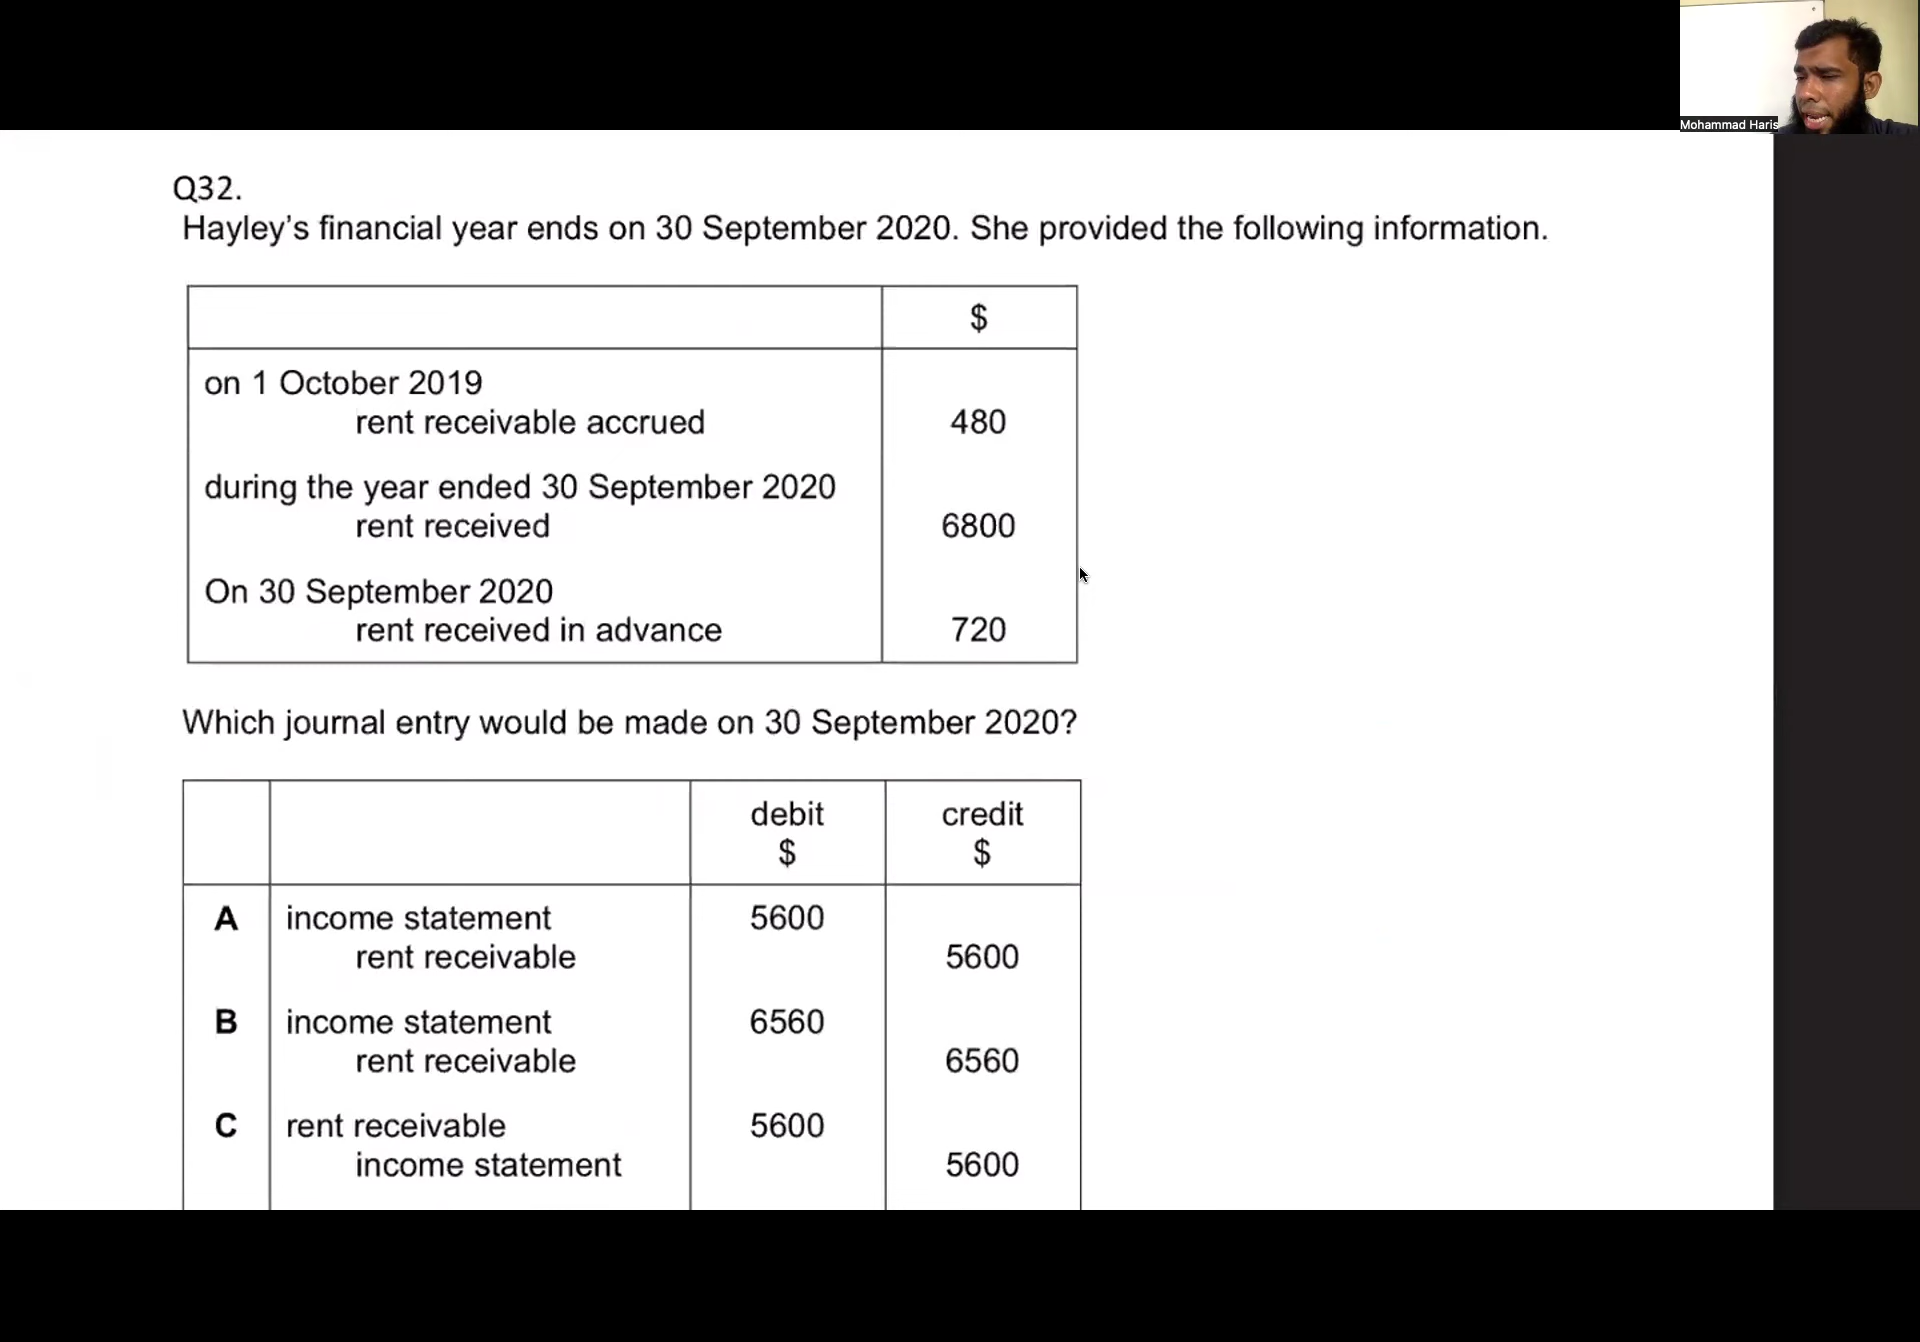 Mohammad Haris
Q32.
Hayley’s financial year ends on 30 September 2020. She provided the following information.
$
on 1 October 2019
rent receivable accrued 480
during the year ended 30 September 2020
rent received 6800
On 30 September 2020
rent received in advance 720
Which journal entry would be made on 30 September 2020?
debit credit
$ $
A income statement 5600
rent receivable 5600
B income statement 6560
rent receivable 6560
C rent receivable 5600
income statement 5600